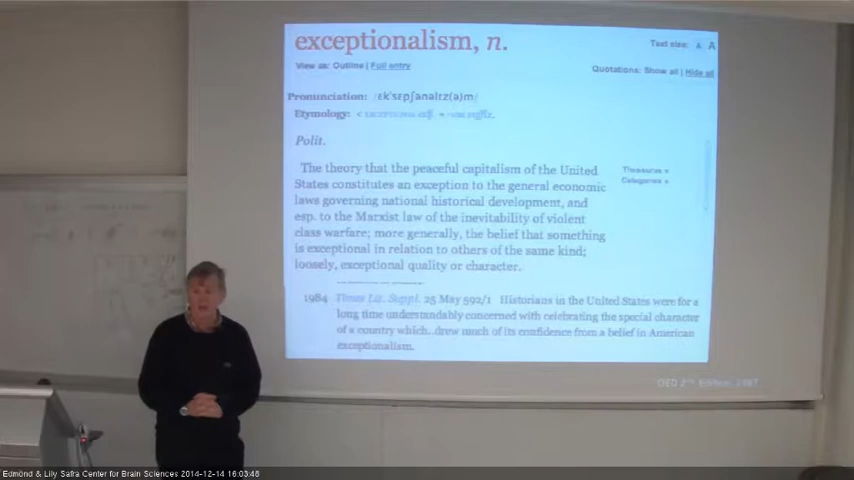 exceptionalism, n.
Text size: A A
View as: Outline | Full entry
Quotations: Show all | Hide all
Pronunciation: /ɛkˈsɛpʃənəlɪz(ə)m/
Etymology: < EXCEPTIONAL adj. + -ISM suffix.
Polit.
The theory that the peaceful capitalism of the United
States constitutes an exception to the general economic
laws governing national historical development, and
esp. to the Marxist law of the inevitability of violent
class warfare; more generally, the belief that something
is exceptional in relation to others of the same kind;
loosely, exceptional quality or character.
Thesaurus »
Categories »
1984 Times Lit. Suppl. 25 May 592/1 Historians in the United States were for a
long time understandably concerned with celebrating the special character
of a country which..drew much of its confidence from a belief in American
exceptionalism.
OED 2nd Edition, 1987
Edmond & Lily Safra Center for Brain Sciences 2014-12-14 16:03:48